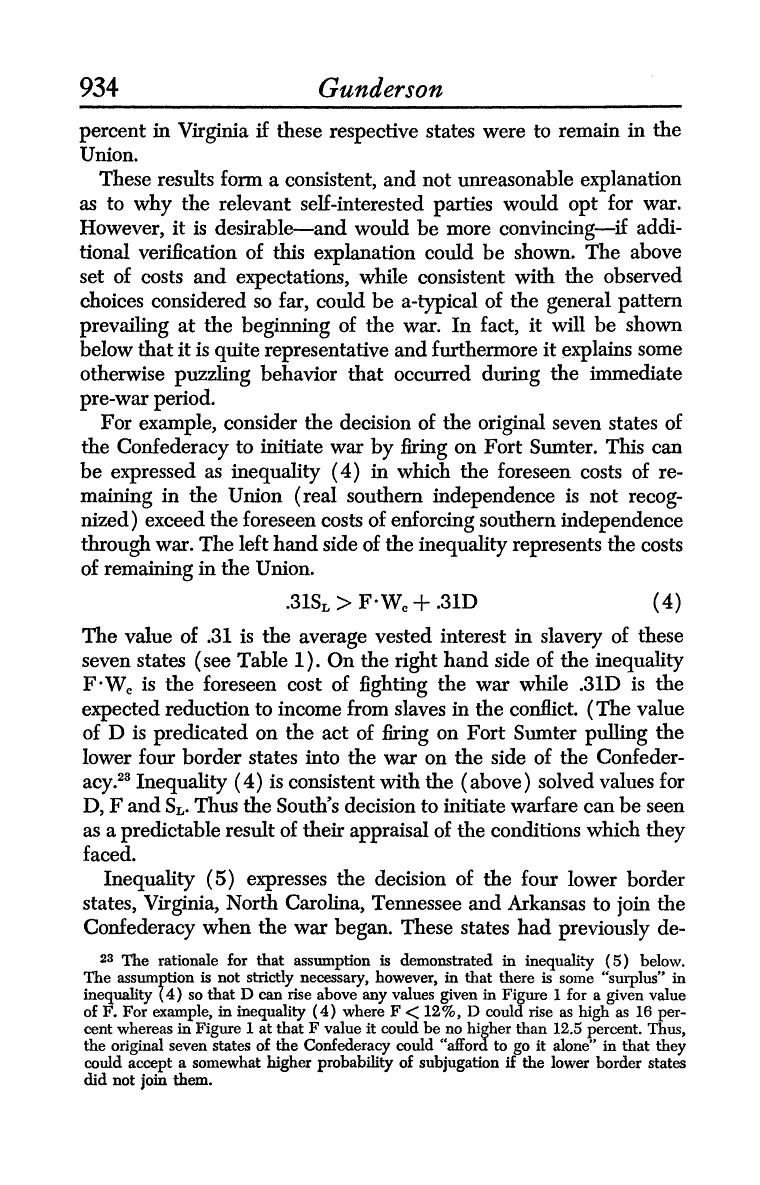 934 Gunderson
percent in Virginia if these respective states were to remain in the
Union.
These results form a consistent, and not unreasonable explanation
as to why the relevant self-interested parties would opt for war.
However, it is desirable—and would be more convincing—if addi-
tional verification of this explanation could be shown. The above
set of costs and expectations, while consistent with the observed
choices considered so far, could be a-typical of the general pattern
prevailing at the beginning of the war. In fact, it will be shown
below that it is quite representative and furthermore it explains some
otherwise puzzling behavior that occurred during the immediate
pre-war period.
For example, consider the decision of the original seven states of
the Confederacy to initiate war by firing on Fort Sumter. This can
be expressed as inequality (4) in which the foreseen costs of re-
maining in the Union (real southern independence is not recog-
nized) exceed the foreseen costs of enforcing southern independence
through war. The left hand side of the inequality represents the costs
of remaining in the Union.
.31S_L > F·W_c + .31D (4)
The value of .31 is the average vested interest in slavery of these
seven states (see Table 1). On the right hand side of the inequality
F·W_c is the foreseen cost of fighting the war while .31D is the
expected reduction to income from slaves in the conflict. (The value
of D is predicated on the act of firing on Fort Sumter pulling the
lower four border states into the war on the side of the Confeder-
acy.²³ Inequality (4) is consistent with the (above) solved values for
D, F and S_L. Thus the South's decision to initiate warfare can be seen
as a predictable result of their appraisal of the conditions which they
faced.
Inequality (5) expresses the decision of the four lower border
states, Virginia, North Carolina, Tennessee and Arkansas to join the
Confederacy when the war began. These states had previously de-
²³ The rationale for that assumption is demonstrated in inequality (5) below.
The assumption is not strictly necessary, however, in that there is some "surplus" in
inequality (4) so that D can rise above any values given in Figure 1 for a given value
of F. For example, in inequality (4) where F < 12%, D could rise as high as 16 per-
cent whereas in Figure 1 at that F value it could be no higher than 12.5 percent. Thus,
the original seven states of the Confederacy could "afford to go it alone" in that they
could accept a somewhat higher probability of subjugation if the lower border states
did not join them.